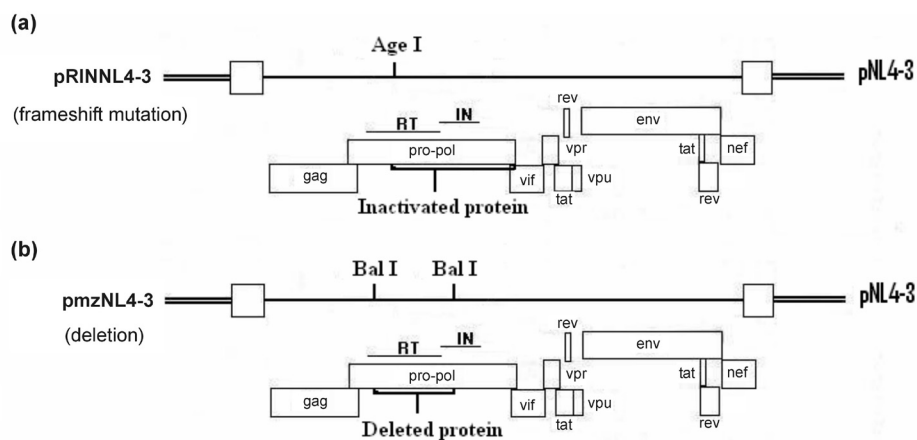 (a)
Age I
pRINNL4-3
pNL4-3
(frameshift mutation)
rev
RT
IN
env
pro-pol
vpr
tat
nef
gag
vif
vpu
tat
rev
Inactivated protein
(b)
Bal I Bal I
pmzNL4-3
pNL4-3
(deletion)
rev
RT
IN
env
pro-pol
vpr
tat
nef
gag
vif
vpu
tat
rev
Deleted protein